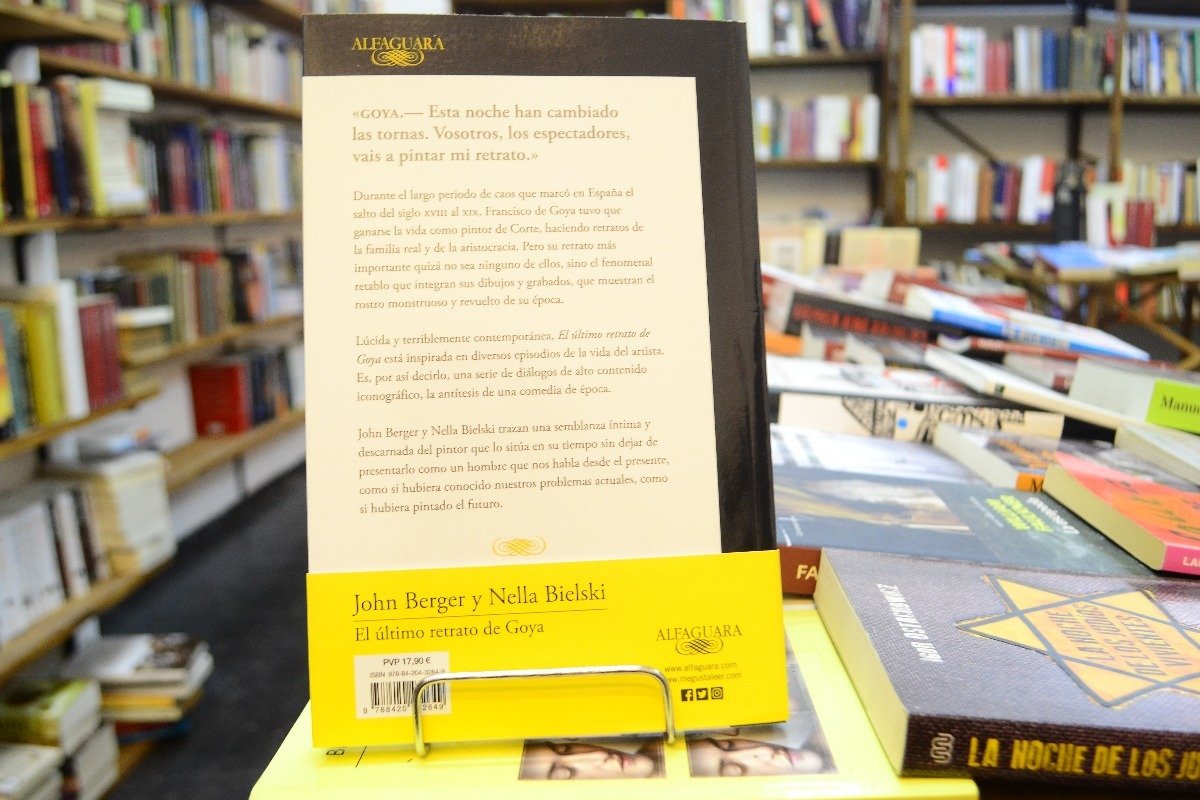 ALFAGUARA
«GOYA.— Esta noche han cambiado
las tornas. Vosotros, los espectadores,
vais a pintar mi retrato.»
Durante el largo periodo de caos que marcó en España el
salto del siglo XVIII al XIX, Francisco de Goya tuvo que
ganarse la vida como pintor de Corte, haciendo retratos de
la familia real y de la aristocracia. Pero su retrato más
importante quizá no sea ninguno de ellos, sino el fenomenal
retablo que integran sus dibujos y grabados, que muestran el
rostro monstruoso y revuelto de su época.
Lúcida y terriblemente contemporánea, El último retrato de
Goya está inspirada en diversos episodios de la vida del artista.
Es, por así decirlo, una serie de diálogos de alto contenido
iconográfico, la antítesis de una comedia de época.
John Berger y Nella Bielski trazan una semblanza íntima y
descarnada del pintor que lo sitúa en su tiempo sin dejar de
presentarlo como un hombre que nos habla desde el presente,
como si hubiera conocido nuestros problemas actuales, como
si hubiera pintado el futuro.
John Berger y Nella Bielski
El último retrato de Goya
PVP 17,90 €
ISBN: 978-84-204-3264-9
ALFAGUARA
www.alfaguara.com
www.megustaleer.com
Manue
FA
LA NOCHE DE LOS JU